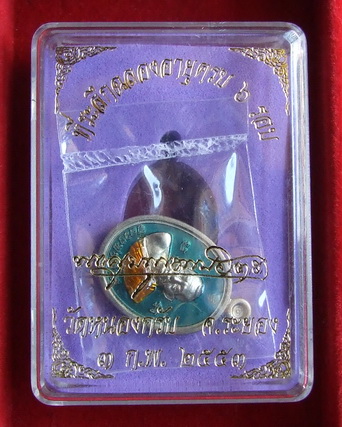 ที่ระลึกฉลองอายุครบ ๖ รอบ
วัดหนองกรับ จ.ระยอง
๓ ก.พ. ๒๕๕๓